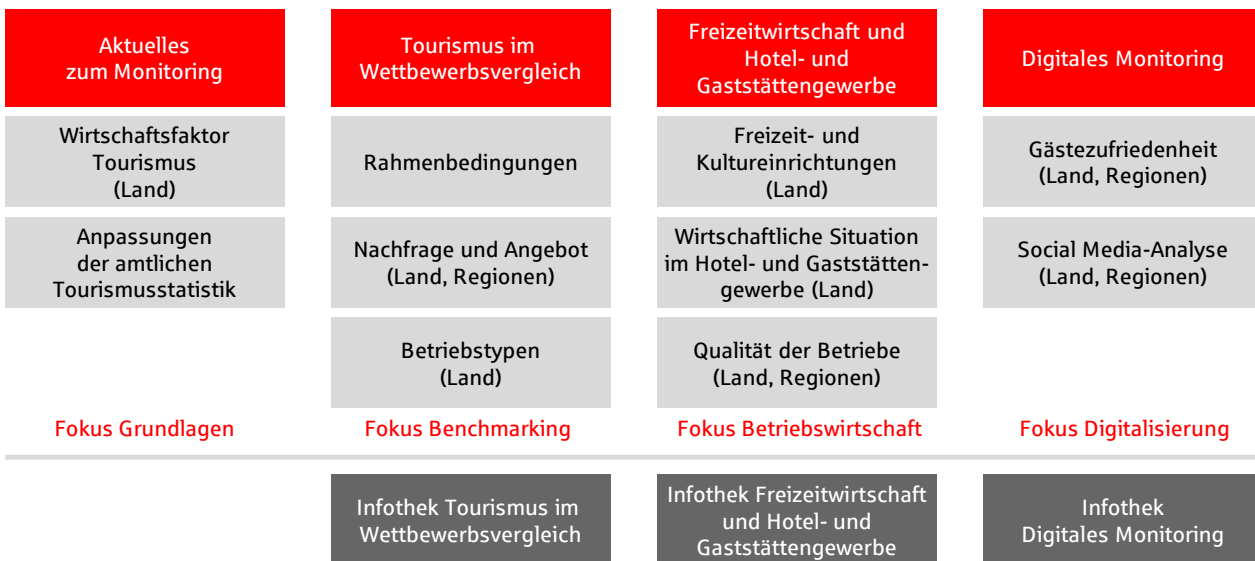 Aktuelles
zum Monitoring
Tourismus im
Wettbewerbsvergleich
Freizeitwirtschaft und
Hotel- und
Gaststättengewerbe
Digitales Monitoring
Wirtschaftsfaktor
Tourismus
(Land)
Rahmenbedingungen
Freizeit- und
Kultureinrichtungen
(Land)
Gästezufriedenheit
(Land, Regionen)
Anpassungen
der amtlichen
Tourismusstatistik
Nachfrage und Angebot
(Land, Regionen)
Wirtschaftliche Situation
im Hotel- und Gaststätten-
gewerbe (Land)
Social Media-Analyse
(Land, Regionen)
Betriebstypen
(Land)
Qualität der Betriebe
(Land, Regionen)
Fokus Grundlagen
Fokus Benchmarking
Fokus Betriebswirtschaft
Fokus Digitalisierung
Infothek Tourismus im
Wettbewerbsvergleich
Infothek Freizeitwirtschaft
und Hotel- und
Gaststättengewerbe
Infothek
Digitales Monitoring